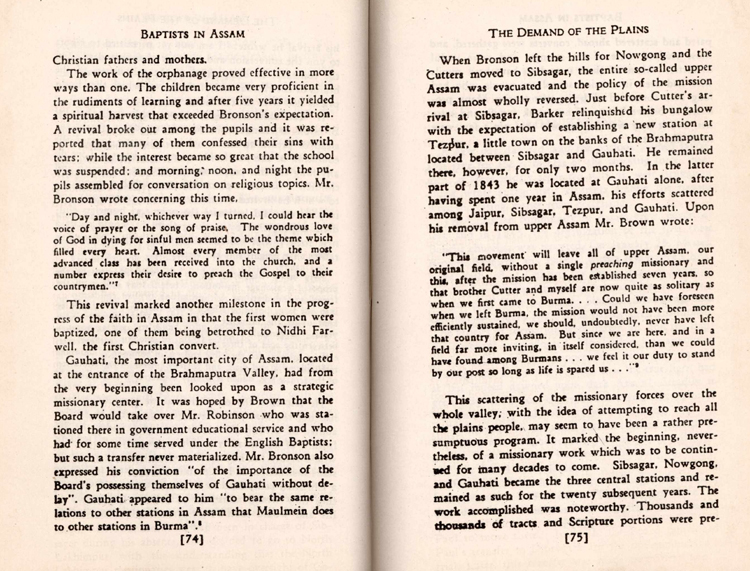 BAPTISTS IN ASSAM
Christian fathers and mothers.
The work of the orphanage proved effective in more
ways than one. The children became very proficient in
the rudiments of learning and after five years it yielded
a spiritual harvest that exceeded Bronson's expectation.
A revival broke out among the pupils and it was re-
ported that many of them confessed their sins with
tears; while the interest became so great that the school
was suspended; and morning, noon, and night the pu-
pils assembled for conversation on religious topics. Mr.
Bronson wrote concerning this time,
"Day and night, whichever way I turned, I could hear the
voice of prayer or the song of praise. The wondrous love
of God in dying for sinful men seemed to be the theme which
filled every heart. Almost every member of the most
advanced class has been received into the church, and a
number express their desire to preach the Gospel to their
countrymen."⁷
This revival marked another milestone in the prog-
ress of the faith in Assam in that the first women were
baptized, one of them being betrothed to Nidhi Far-
well, the first Christian convert.
Gauhati, the most important city of Assam, located
at the entrance of the Brahmaputra Valley, had from
the very beginning been looked upon as a strategic
missionary center. It was hoped by Brown that the
Board would take over Mr. Robinson who was sta-
tioned there in government educational service and who
had for some time served under the English Baptists;
but such a transfer never materialized. Mr. Bronson also
expressed his conviction "of the importance of the
Board's possessing themselves of Gauhati without de-
lay". Gauhati appeared to him "to bear the same re-
lations to other stations in Assam that Maulmein does
to other stations in Burma".⁸
[74]
THE DEMAND OF THE PLAINS
When Bronson left the hills for Nowgong and the
Cutters moved to Sibsagar, the entire so-called upper
Assam was evacuated and the policy of the mission
was almost wholly reversed. Just before Cutter's ar-
rival at Sibsagar, Barker relinquishd his bungalow
with the expectation of establishing a new station at
Tezpur, a little town on the banks of the Brahmaputra
located between Sibsagar and Gauhati. He remained
there, however, for only two months. In the latter
part of 1843 he was located at Gauhati alone, after
having spent one year in Assam, his efforts scattered
among Jaipur, Sibsagar, Tezpur, and Gauhati. Upon
his removal from upper Assam Mr. Brown wrote:
"This movement will leave all of upper Assam, our
original field, without a single preaching missionary and
this, after the mission has been established seven years, so
that brother Cutter and myself are now quite as solitary as
when we first came to Burma. . . . Could we have foreseen
when we left Burma, the mission would not have been more
efficiently sustained, we should, undoubtedly, never have left
that country for Assam. But since we are here, and in a
field far more inviting, in itself considered, than we could
have found among Burmans . . . we feel it our duty to stand
by our post so long as life is spared us . . ."⁹
This scattering of the missionary forces over the
whole valley, with the idea of attempting to reach all
the plains people, may seem to have been a rather pre-
sumptuous program. It marked the beginning, never-
theless, of a missionary work which was to be contin-
ued for many decades to come. Sibsagar, Nowgong,
and Gauhati became the three central stations and re-
mained as such for the twenty subsequent years. The
work accomplished was noteworthy. Thousands and
thousands of tracts and Scripture portions were pre-
[75]